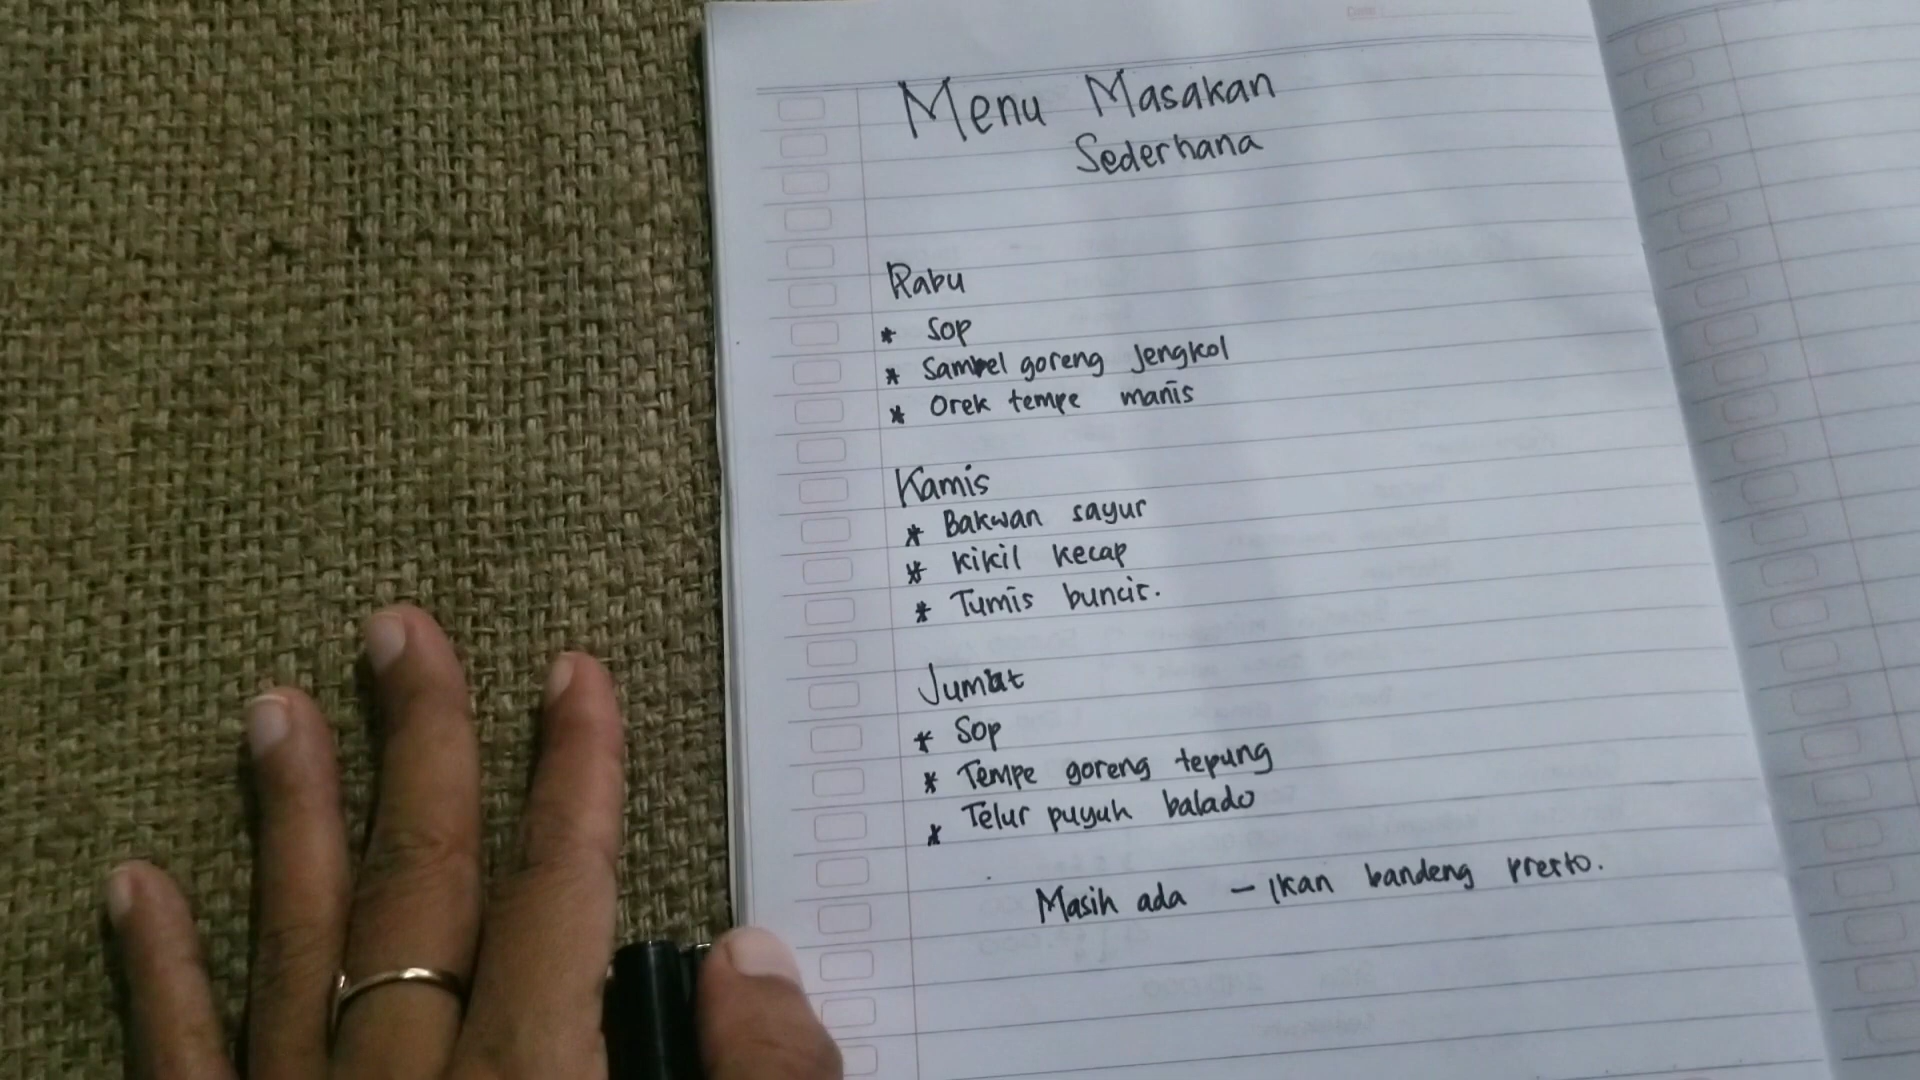 Menu Masakan
Sederhana
Rabu
* Sop
* Sambel goreng jengkol
* Orek tempe manis
Kamis
* Bakwan sayur
* Kikil kecap
* Tumis buncis.
Jumat
* Sop
* Tempe goreng tepung
* Telur puyuh balado
Masih ada - Ikan bandeng presto.